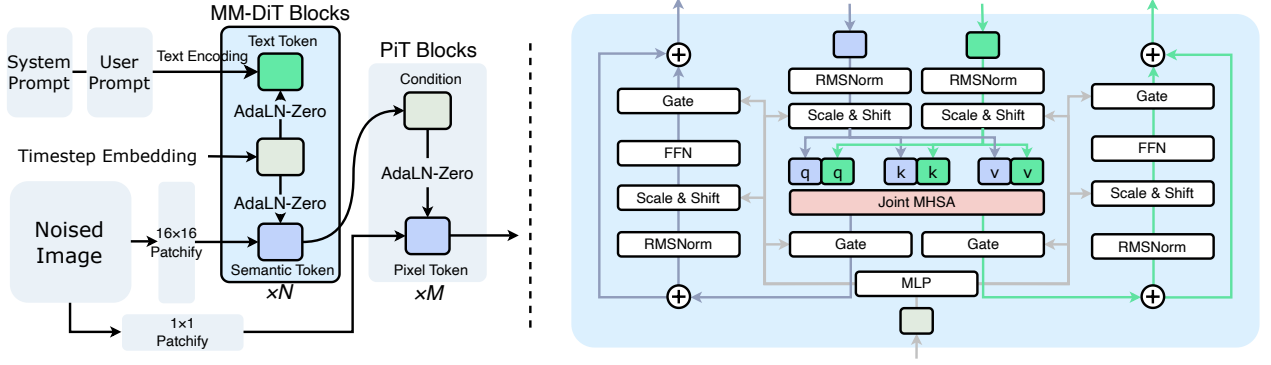 MM-DiT Blocks
PiT Blocks
System
Prompt
User
Prompt
Text Encoding
Text Token
AdaLN-Zero
Timestep Embedding
AdaLN-Zero
Noised
Image
16×16
Patchify
Semantic Token
×N
Condition
AdaLN-Zero
Pixel Token
×M
1×1
Patchify
Gate
FFN
Scale & Shift
RMSNorm
RMSNorm
RMSNorm
Scale & Shift
Scale & Shift
q q k k v v
Joint MHSA
Gate
Gate
MLP
Gate
FFN
Scale & Shift
RMSNorm